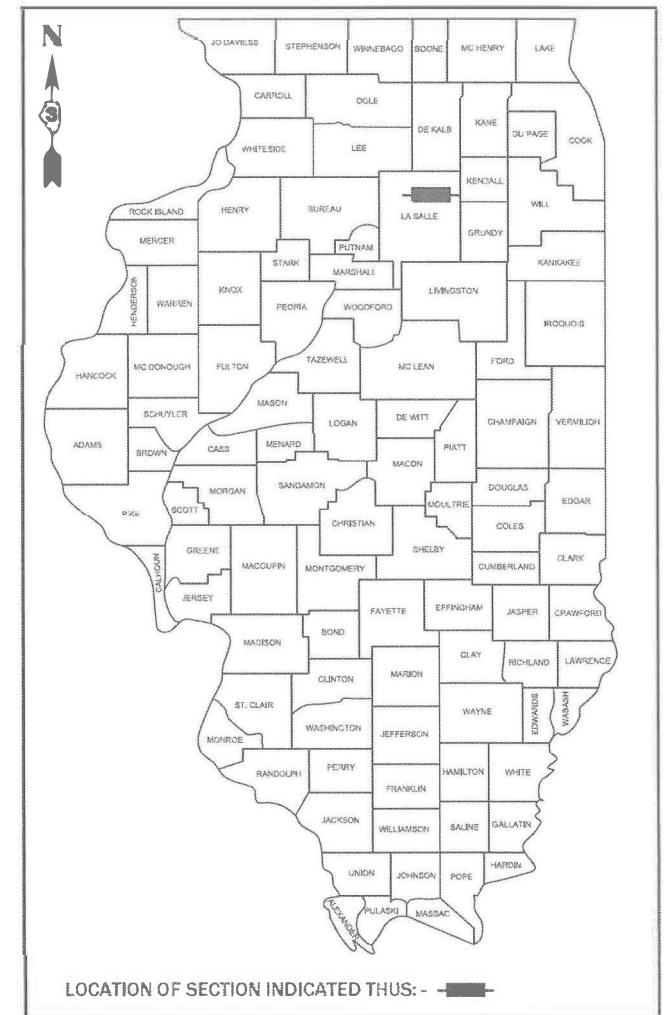 N
3
JO DAVIESS
STEPHENSON
WINNEBAGO
BOONE
MC HENRY
LAKE
CARROLL
OGLE
DE KALB
KANE
DU PAGE
COOK
WHITESIDE
LEE
KENDALL
ROCK ISLAND
HENRY
BUREAU
LA SALLE
WILL
GRUNDY
MERCER
PUTNAM
STARK
MARSHALL
KANKAKEE
HENDERSON
WARREN
KNOX
PEORIA
WOODFORD
LIVINGSTON
IROQUOIS
HANCOCK
MC DONOUGH
FULTON
TAZEWELL
MC LEAN
FORD
MASON
SCHUYLER
LOGAN
DE WITT
CHAMPAIGN
VERMILION
ADAMS
BROWN
CASS
MENARD
PIATT
MACON
MORGAN
SANGAMON
DOUGLAS
EDGAR
PIKE
SCOTT
CHRISTIAN
MOULTRIE
COLES
GREENE
MACOUPIN
MONTGOMERY
SHELBY
CUMBERLAND
CLARK
CALHOUN
JERSEY
FAYETTE
EFFINGHAM
JASPER
CRAWFORD
MADISON
BOND
CLAY
RICHLAND
LAWRENCE
CLINTON
MARION
ST. CLAIR
WASHINGTON
WAYNE
EDWARDS
WABASH
MONROE
JEFFERSON
RANDOLPH
PERRY
HAMILTON
WHITE
FRANKLIN
JACKSON
WILLIAMSON
SALINE
GALLATIN
UNION
JOHNSON
POPE
HARDIN
ALEXANDER
PULASKI
MASSAC
LOCATION OF SECTION INDICATED THUS: -